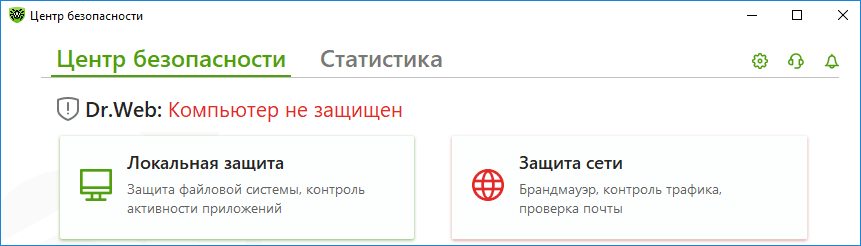 Центр безопасности
Центр безопасности Статистика
Dr.Web: Компьютер не защищен
Локальная защита
Защита файловой системы, контроль
активности приложений
Защита сети
Брандмауэр, контроль трафика,
проверка почты